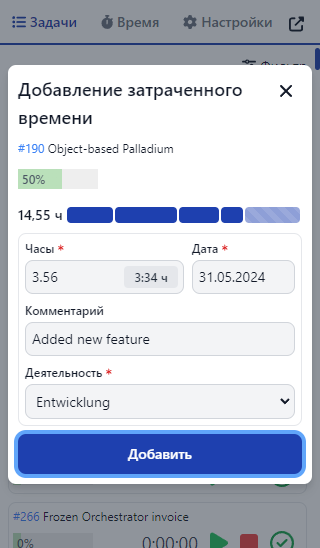 Задачи Время Настройки
Фильтр
Добавление затраченного
времени
#190 Object-based Palladium
50%
14,55 ч
Часы * Дата *
3.56 3:34 ч 31.05.2024
Комментарий
Added new feature
Деятельность *
Entwicklung
Добавить
#266 Frozen Orchestrator invoice
0% 0:00:00